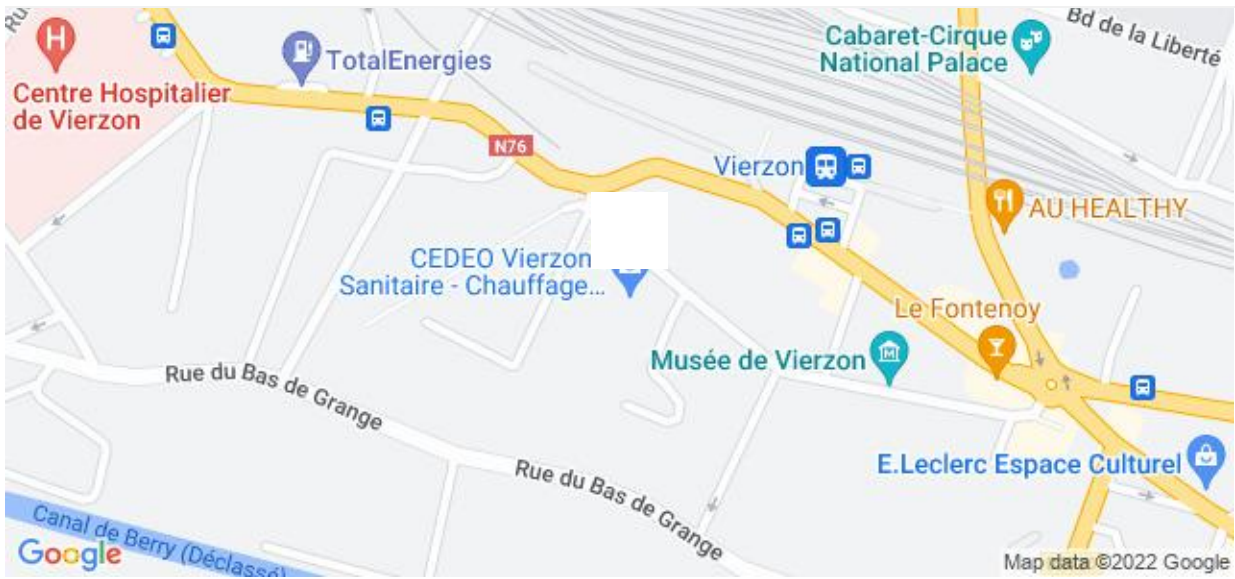 Ru
Bd de la Liberté
H
TotalEnergies
Cabaret-Cirque
National Palace
Centre Hospitalier
de Vierzon
N76
Vierzon
AU HEALTHY
CEDEO Vierzon
Sanitaire - Chauffage...
Le Fontenoy
Musée de Vierzon
M
Rue du Bas de Grange
E.Leclerc Espace Culturel
Rue du Bas de Grange
Canal de Berry (Déclassé)
Google
Map data ©2022 Google